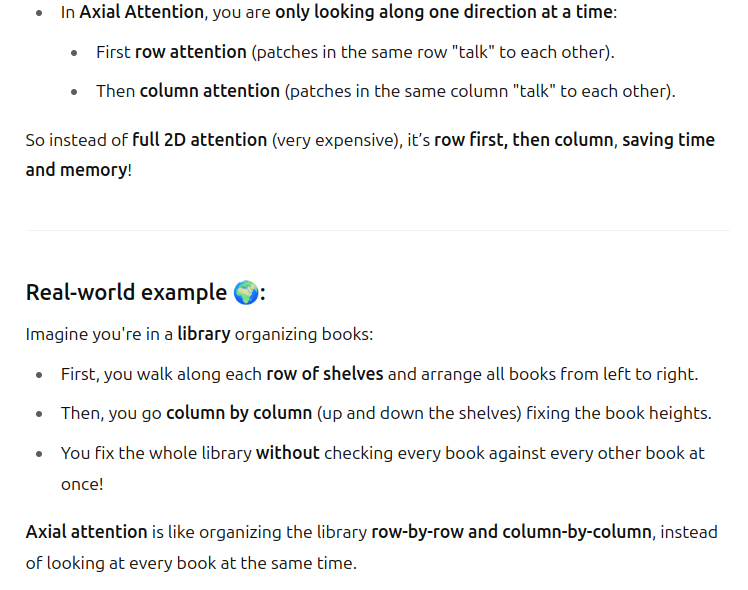 In Axial Attention, you are only looking along one direction at a time:
First row attention (patches in the same row "talk" to each other).
Then column attention (patches in the same column "talk" to each other).
So instead of full 2D attention (very expensive), it’s row first, then column, saving time
and memory!
Real-world example 🌍:
Imagine you're in a library organizing books:
First, you walk along each row of shelves and arrange all books from left to right.
Then, you go column by column (up and down the shelves) fixing the book heights.
You fix the whole library without checking every book against every other book at
once!
Axial attention is like organizing the library row-by-row and column-by-column, instead
of looking at every book at the same time.